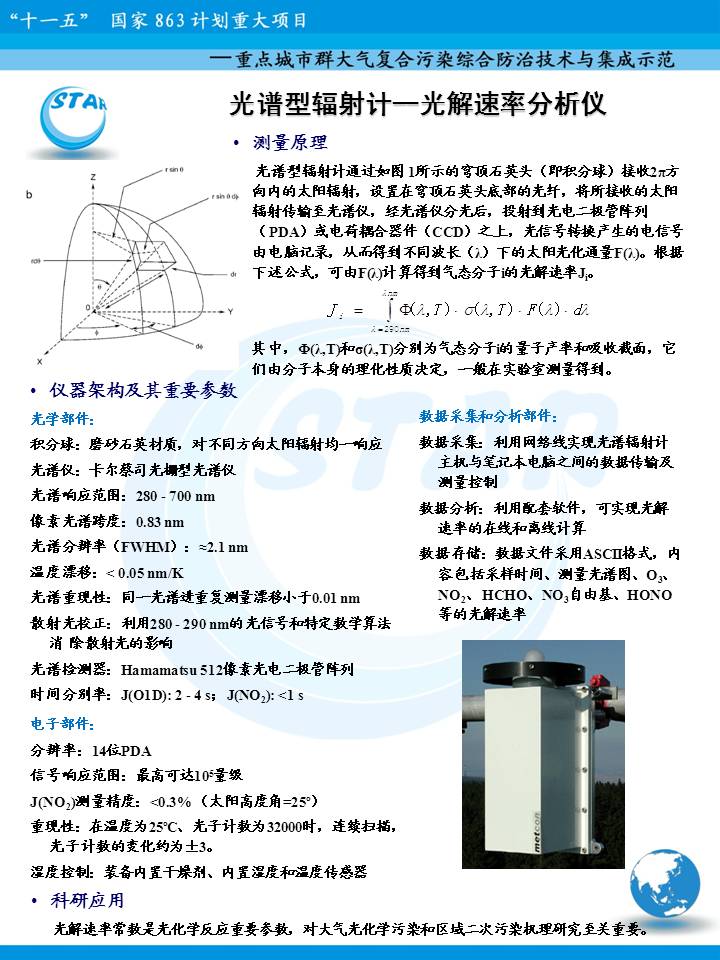 “十一五” 国家 863 计划重大项目
—重点城市群大气复合污染综合防治技术与集成示范
STAR
光谱型辐射计—光解速率分析仪
• 测量原理
光谱型辐射计通过如图 1所示的穹顶石英头（即积分球）接收2π方
向内的太阳辐射，设置在穹顶石英头底部的光纤，将所接收的太阳
辐射传输至光谱仪，经光谱仪分光后，投射到光电二极管阵列
（PDA）或电荷耦合器件（CCD）之上，光信号转换产生的电信号
由电脑记录，从而得到不同波长（λ）下的太阳光化通量F(λ)。根据
下述公式，可由F(λ)计算得到气态分子i的光解速率Ji。
b
Z
r sin θ
r sin θ dφ
rdθ
dr
θ
0
Y
φ
dφ
X
J i = ∫ λ nm λ=290nm Φ(λ,T)·σ(λ,T)·F(λ)·dλ
其中，Φ(λ,T)和σ(λ,T)分别为气态分子i的量子产率和吸收截面，它
们由分子本身的理化性质决定，一般在实验室测量得到。
• 仪器架构及其重要参数
光学部件：
积分球：磨砂石英材质，对不同方向太阳辐射均一响应
光谱仪：卡尔蔡司光栅型光谱仪
光谱响应范围：280 - 700 nm
像素光谱跨度：0.83 nm
光谱分辨率（FWHM）：≈2.1 nm
温度漂移：< 0.05 nm/K
光谱重现性：同一光谱进重复测量漂移小于0.01 nm
散射光校正：利用280 - 290 nm的光信号和特定数学算法
消 除散射光的影响
光谱检测器：Hamamatsu 512像素光电二极管阵列
时间分别率：J(O1D): 2 - 4 s； J(NO2): <1 s
电子部件：
分辨率：14位PDA
信号响应范围：最高可达10⁵量级
J(NO2)测量精度：<0.3% （太阳高度角=25°）
重现性：在温度为25°C、光子计数为32000时，连续扫描，
光子计数的变化约为±3。
湿度控制：装备内置干燥剂、内置湿度和温度传感器
数据采集和分析部件：
数据采集：利用网络线实现光谱辐射计
主机与笔记本电脑之间的数据传输及
测量控制
数据分析：利用配套软件，可实现光解
速率的在线和离线计算
数据存储：数据文件采用ASCII格式，内
容包括采样时间、测量光谱图、O3、
NO2、HCHO、NO3自由基、HONO
等的光解速率
metcon
• 科研应用
光解速率常数是光化学反应重要参数，对大气光化学污染和区域二次污染机理研究至关重要。